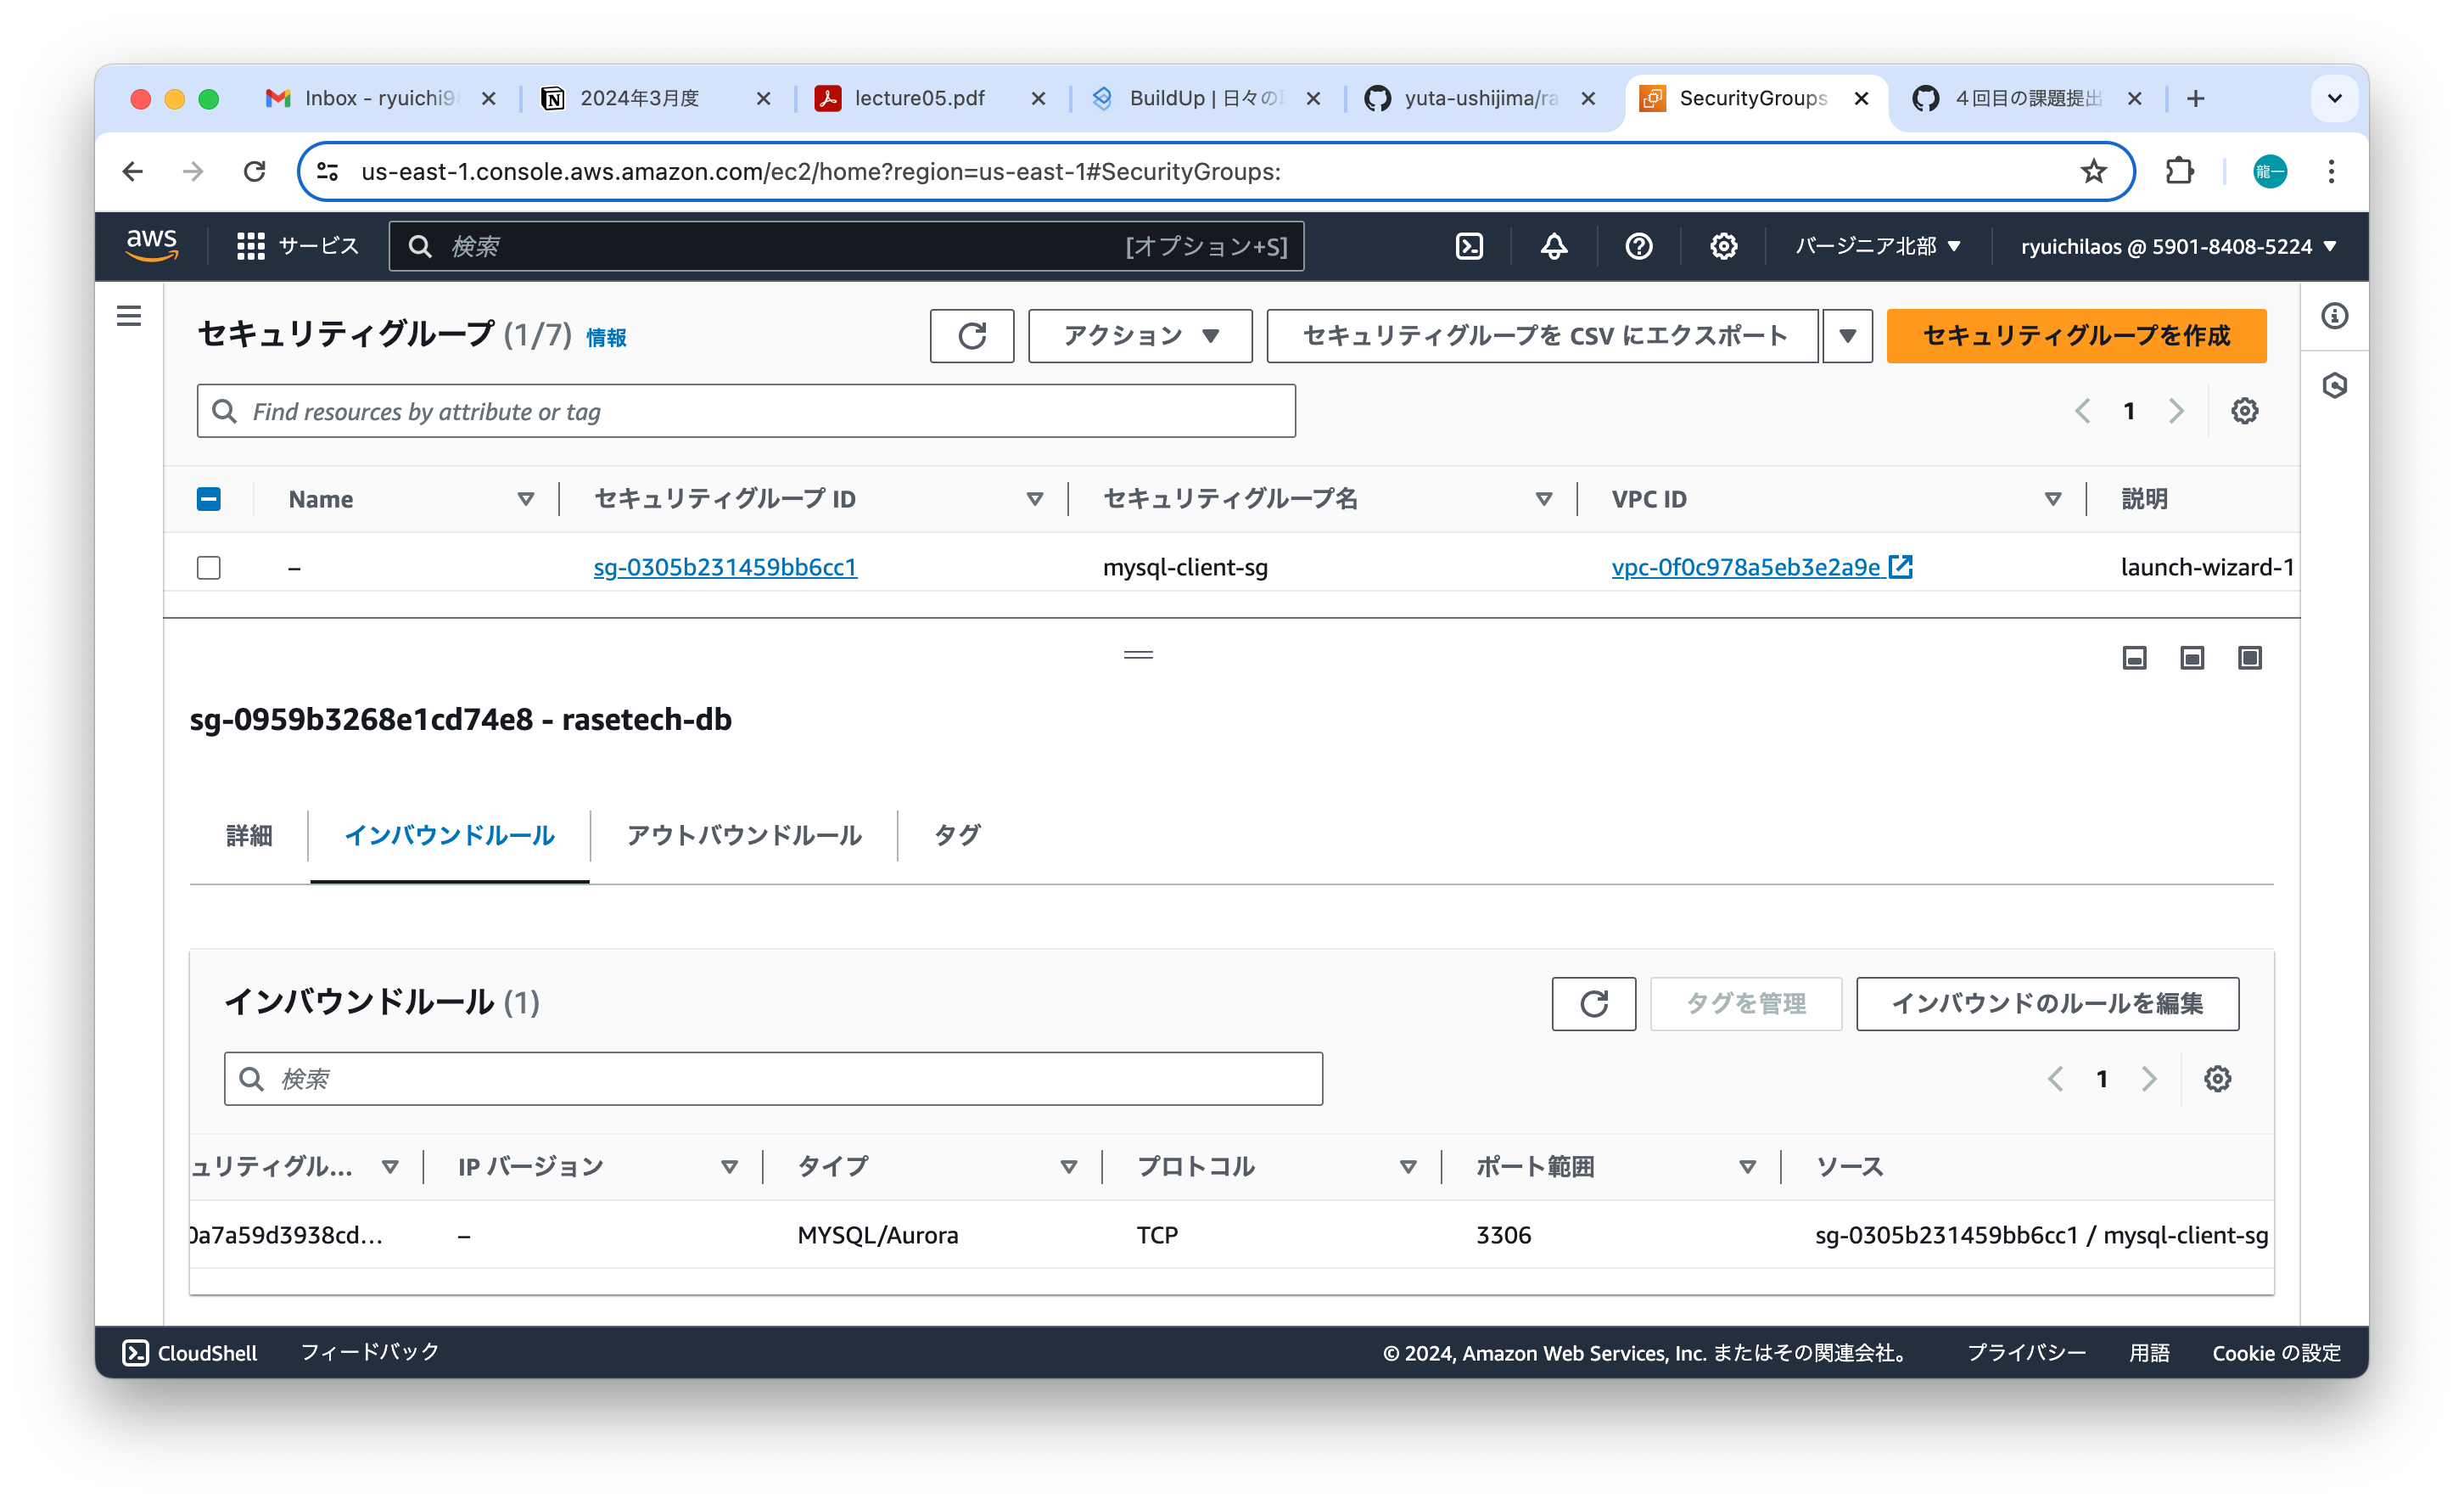 Inbox - ryuichi9
2024年3月度
lecture05.pdf
BuildUp | 日々の
yuta-ushijima/ra
SecurityGroups
４回目の課題提出
us-east-1.console.aws.amazon.com/ec2/home?region=us-east-1#SecurityGroups:
龍一
aws
サービス
検索
[オプション+S]
バージニア北部
ryuichilaos @ 5901-8408-5224
セキュリティグループ (1/7) 情報
アクション
セキュリティグループを CSV にエクスポート
セキュリティグループを作成
Find resources by attribute or tag
1
Name セキュリティグループ ID セキュリティグループ名 VPC ID 説明
– sg-0305b231459bb6cc1 mysql-client-sg vpc-0f0c978a5eb3e2a9e launch-wizard-1
sg-0959b3268e1cd74e8 - rasetech-db
詳細 インバウンドルール アウトバウンドルール タグ
インバウンドルール (1)
タグを管理
インバウンドのルールを編集
検索
1
ュリティグル... IP バージョン タイプ プロトコル ポート範囲 ソース
0a7a59d3938cd... – MYSQL/Aurora TCP 3306 sg-0305b231459bb6cc1 / mysql-client-sg
CloudShell フィードバック © 2024, Amazon Web Services, Inc. またはその関連会社。 プライバシー 用語 Cookie の設定